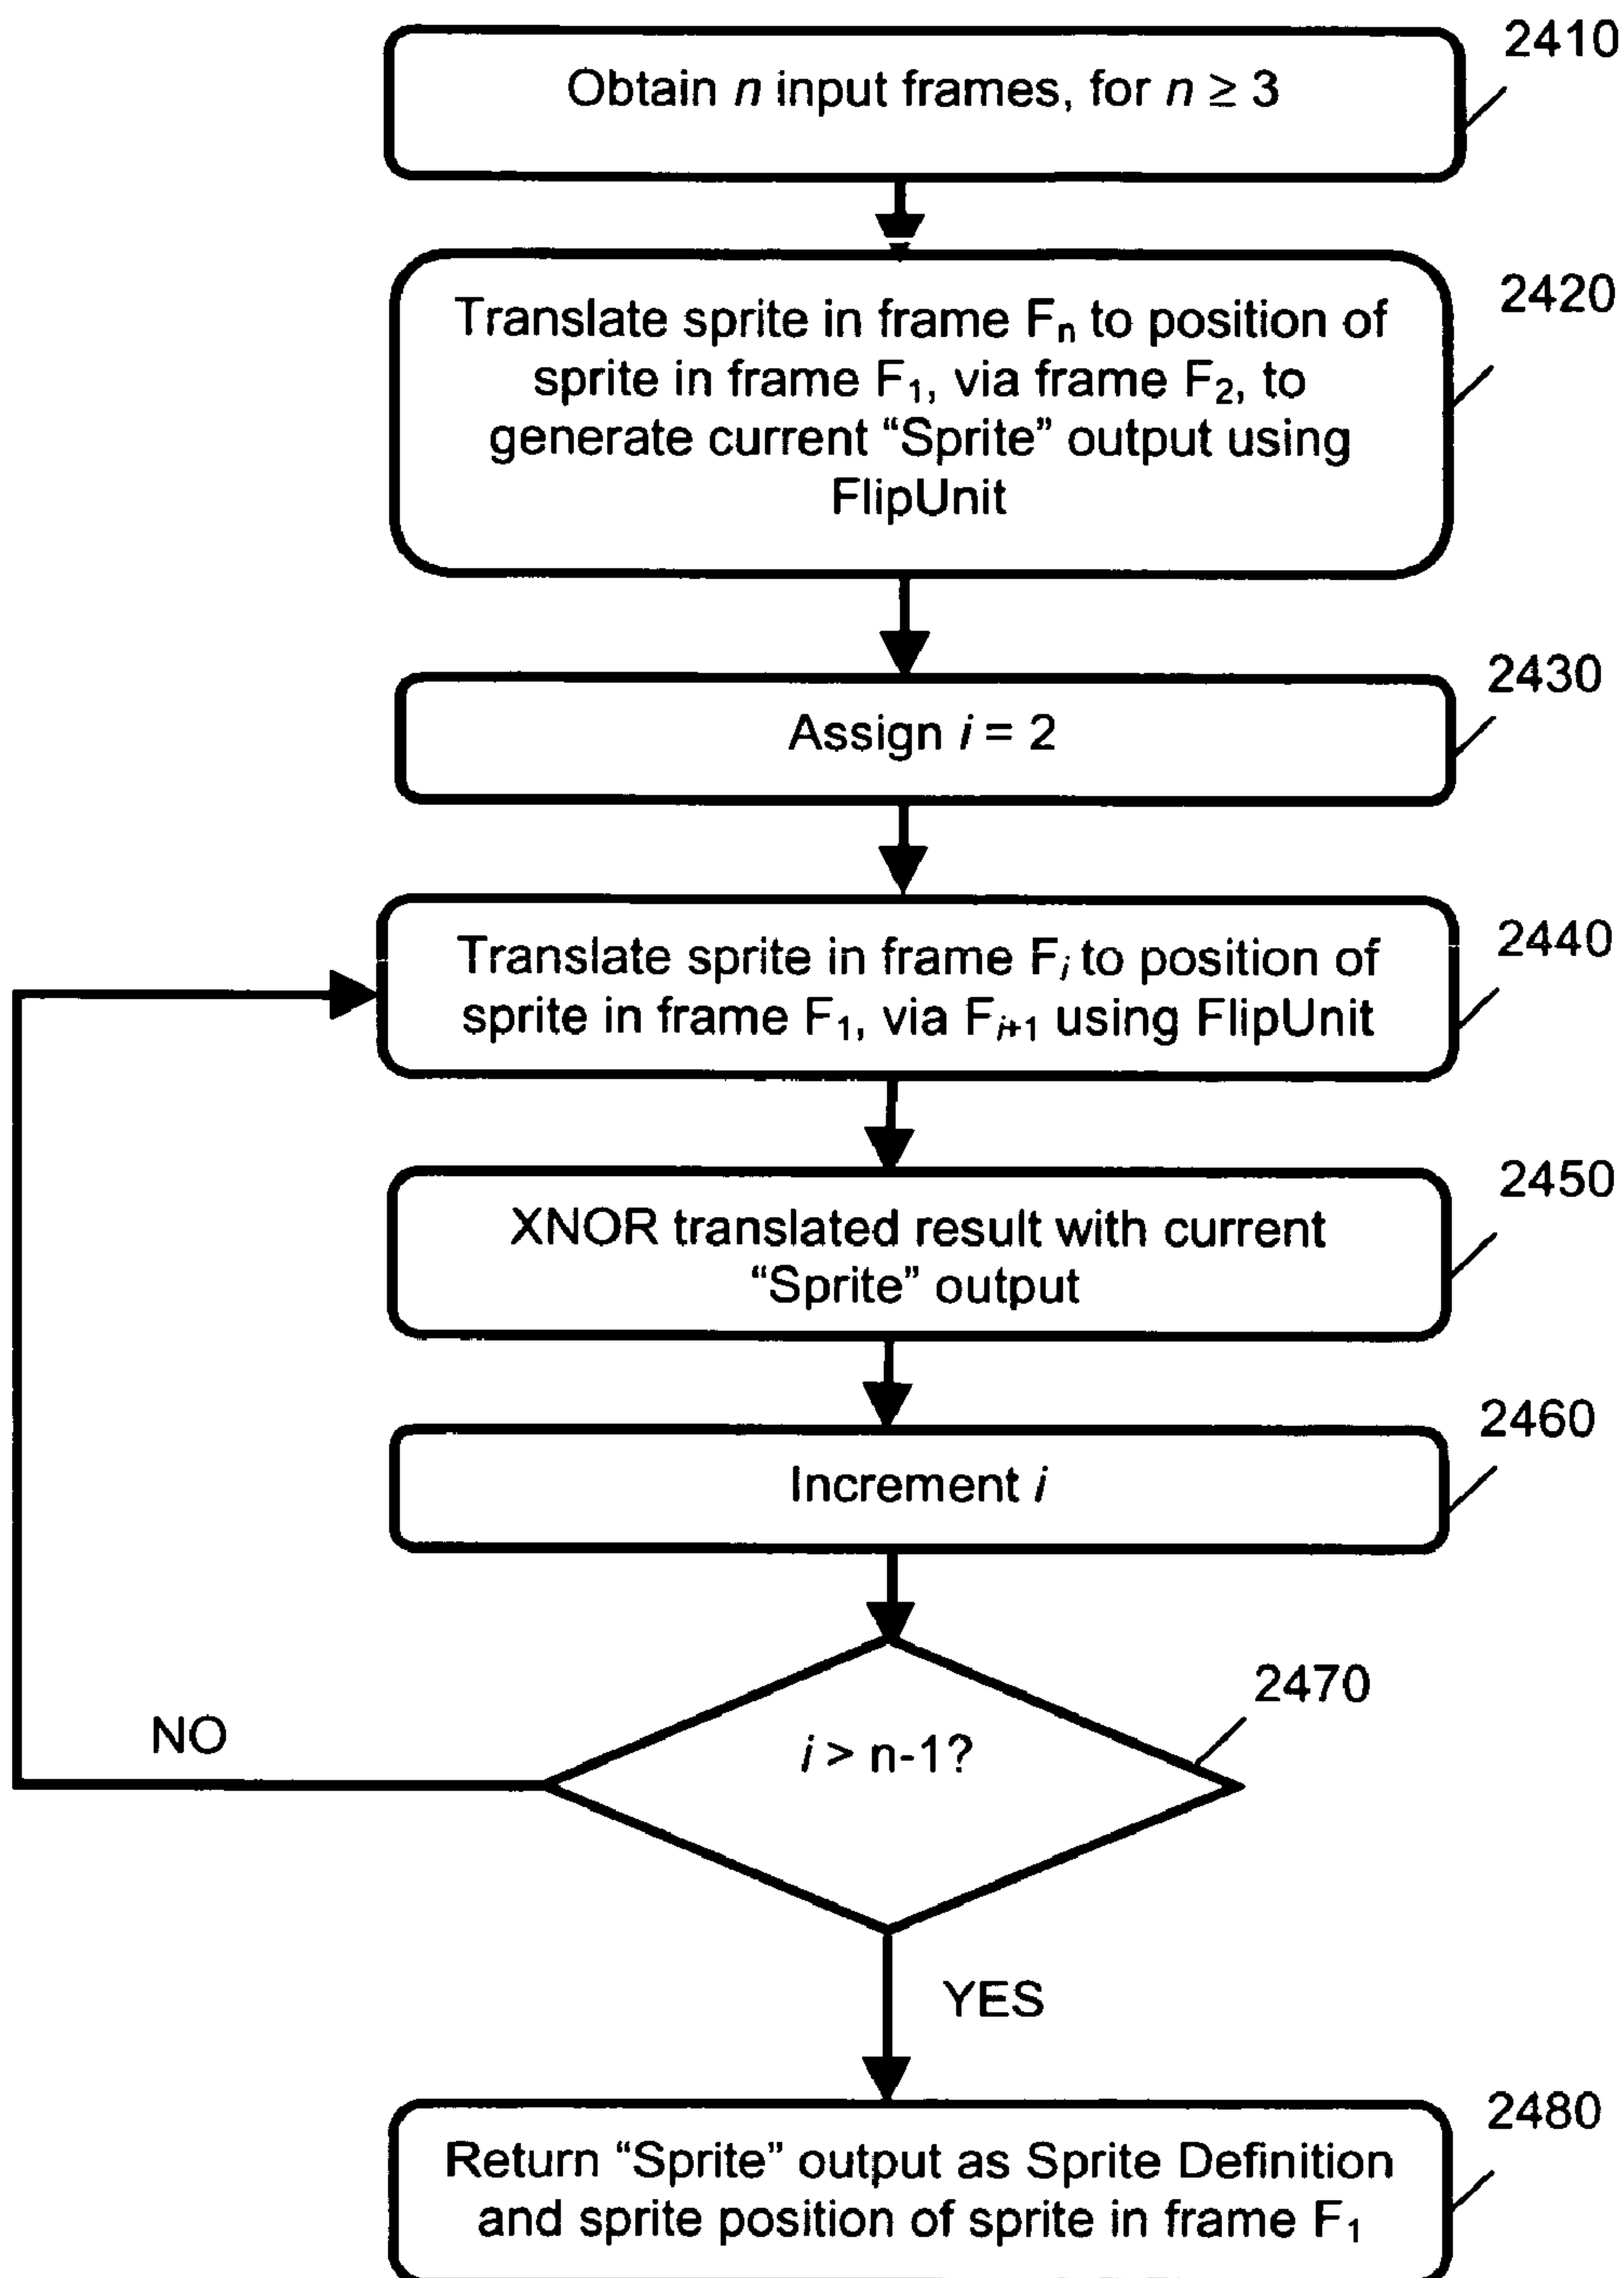 2410
Obtain n input frames, for n ≥ 3
2420
Translate sprite in frame Fn to position of
sprite in frame F1, via frame F2, to
generate current “Sprite” output using
FlipUnit
2430
Assign i = 2
2440
Translate sprite in frame Fi to position of
sprite in frame F1, via Fi+1 using FlipUnit
2450
XNOR translated result with current
“Sprite” output
2460
Increment i
2470
i > n-1?
NO
YES
2480
Return “Sprite” output as Sprite Definition
and sprite position of sprite in frame F1